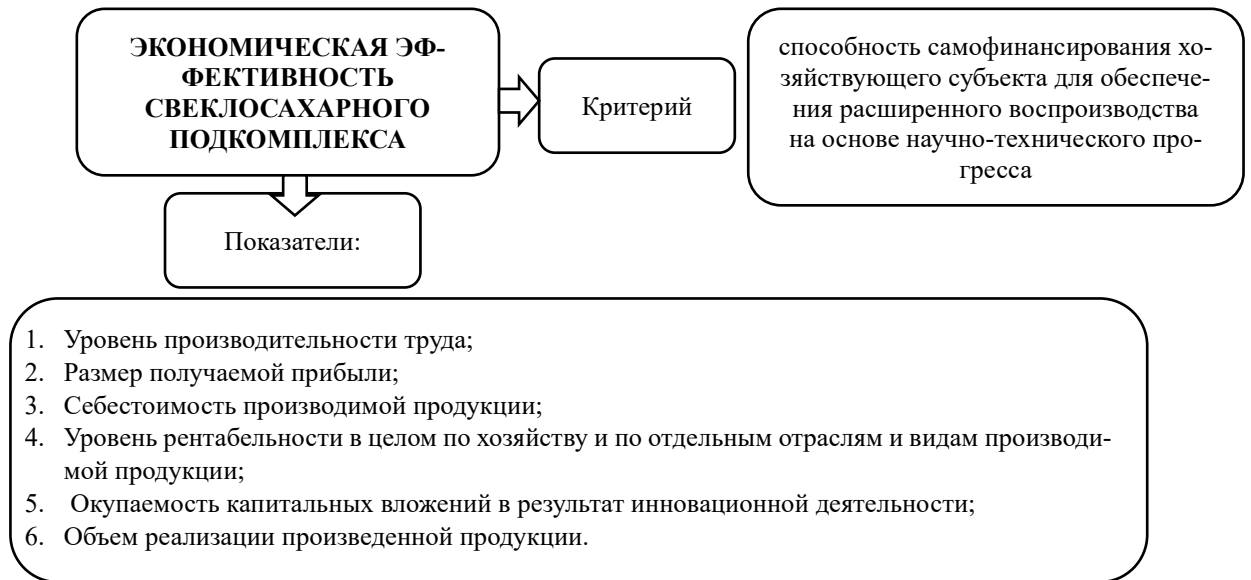 ЭКОНОМИЧЕСКАЯ ЭФ-
ФЕКТИВНОСТЬ
СВЕКЛОСАХАРНОГО
ПОДКОМПЛЕКСА
Критерий
способность самофинансирования хо-
зяйствующего субъекта для обеспече-
ния расширенного воспроизводства
на основе научно-технического про-
гресса
Показатели:
1. Уровень производительности труда;
2. Размер получаемой прибыли;
3. Себестоимость производимой продукции;
4. Уровень рентабельности в целом по хозяйству и по отдельным отраслям и видам производи-
мой продукции;
5. Окупаемость капитальных вложений в результат инновационной деятельности;
6. Объем реализации произведенной продукции.